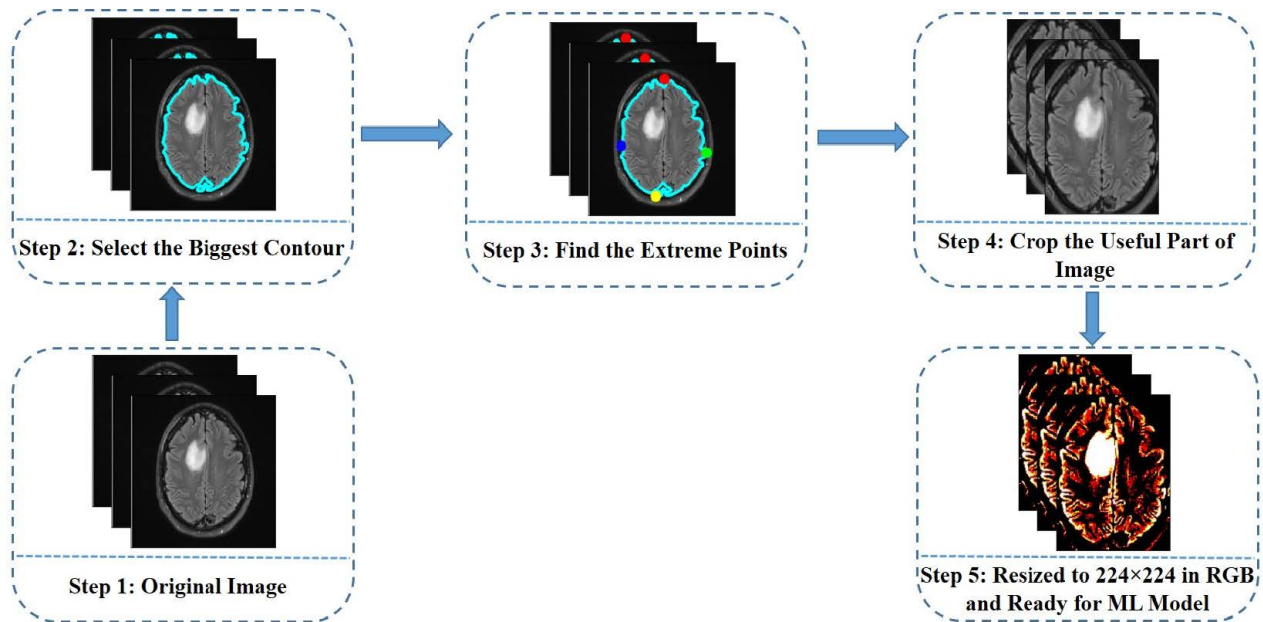 Step 2: Select the Biggest Contour
Step 3: Find the Extreme Points
Step 4: Crop the Useful Part of
Image
Step 1: Original Image
Step 5: Resized to 224×224 in RGB
and Ready for ML Model